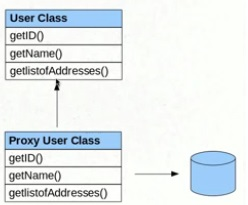 User Class
getID()
getName()
getlistofAddresses()
Proxy User Class
getID()
getName()
getlistofAddresses()